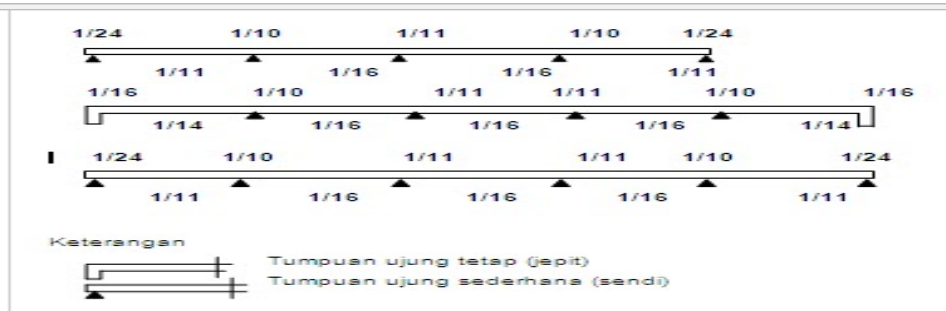 1/24 1/10 1/11 1/10 1/24
1/11 1/16 1/16 1/11
1/16 1/10 1/11 1/11 1/10 1/16
1/14 1/16 1/16 1/16 1/14
1/24 1/10 1/11 1/11 1/10 1/24
1/11 1/16 1/16 1/16 1/11
Keterangan
Tumpuan ujung tetap (jepit)
Tumpuan ujung sederhana (sendi)